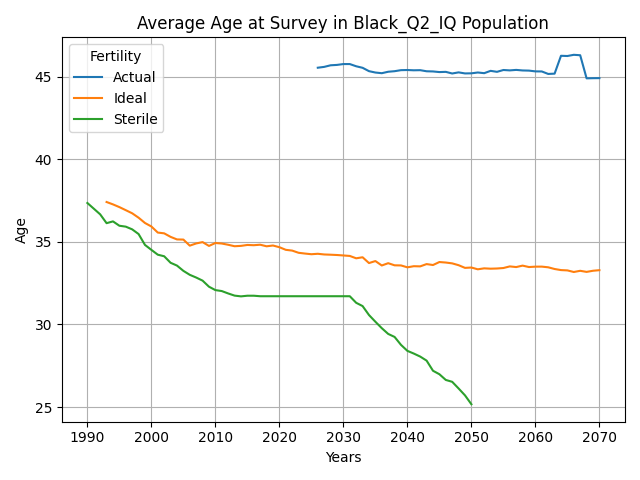 Average Age at Survey in Black_Q2_IQ Population
Fertility
Actual
Ideal
Sterile
Age
45
40
35
30
25
1990 2000 2010 2020 2030 2040 2050 2060 2070
Years